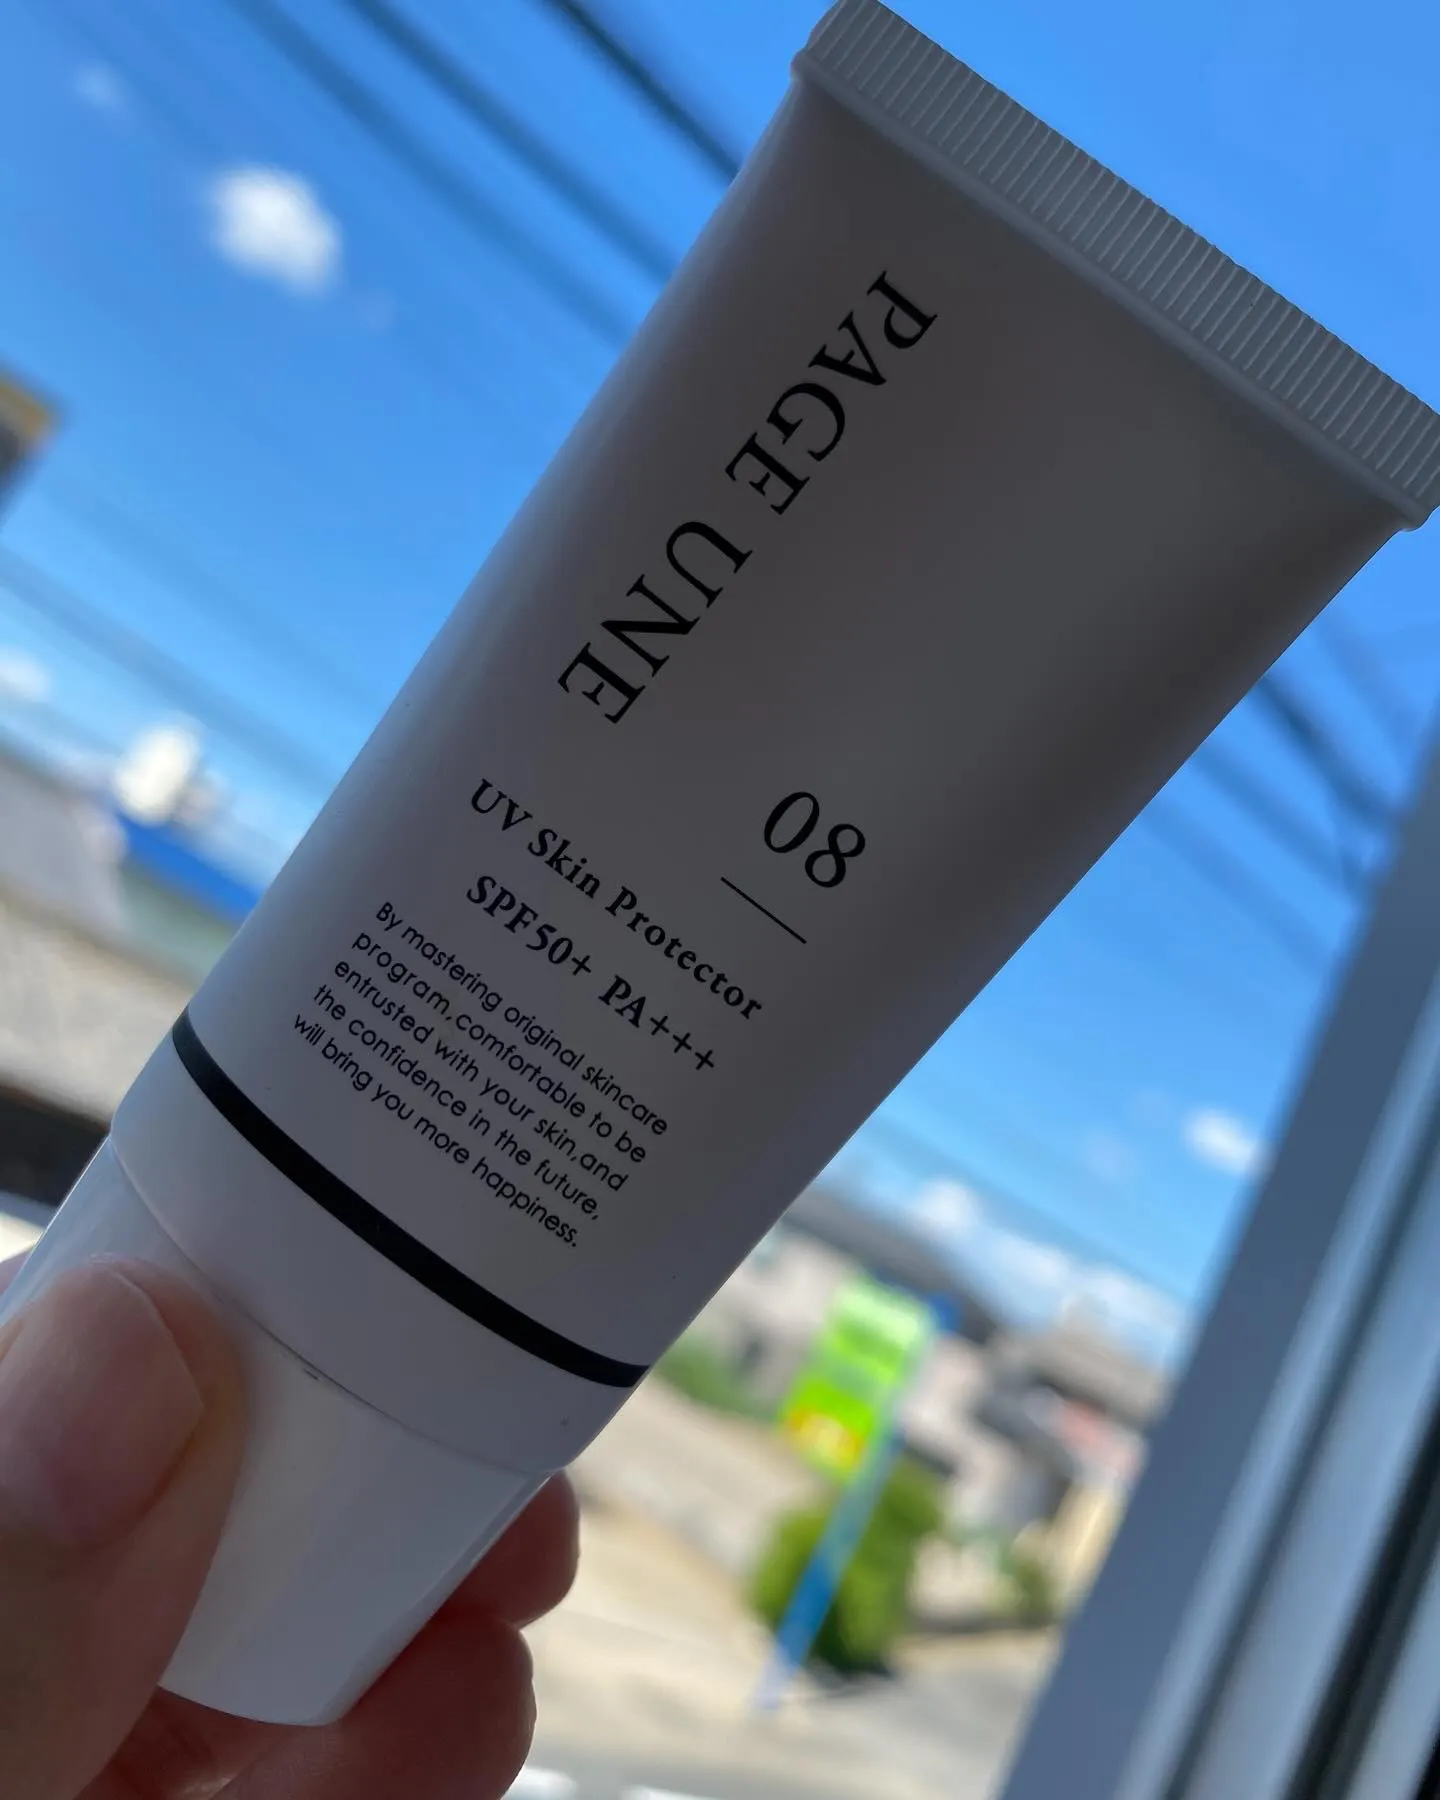 PAGE UNE
08
UV Skin Protector
SPF50+ PA+++
By mastering original skincare
program, comfortable to be
entrusted with your skin,and
the confidence in the future,
will bring you more happiness.